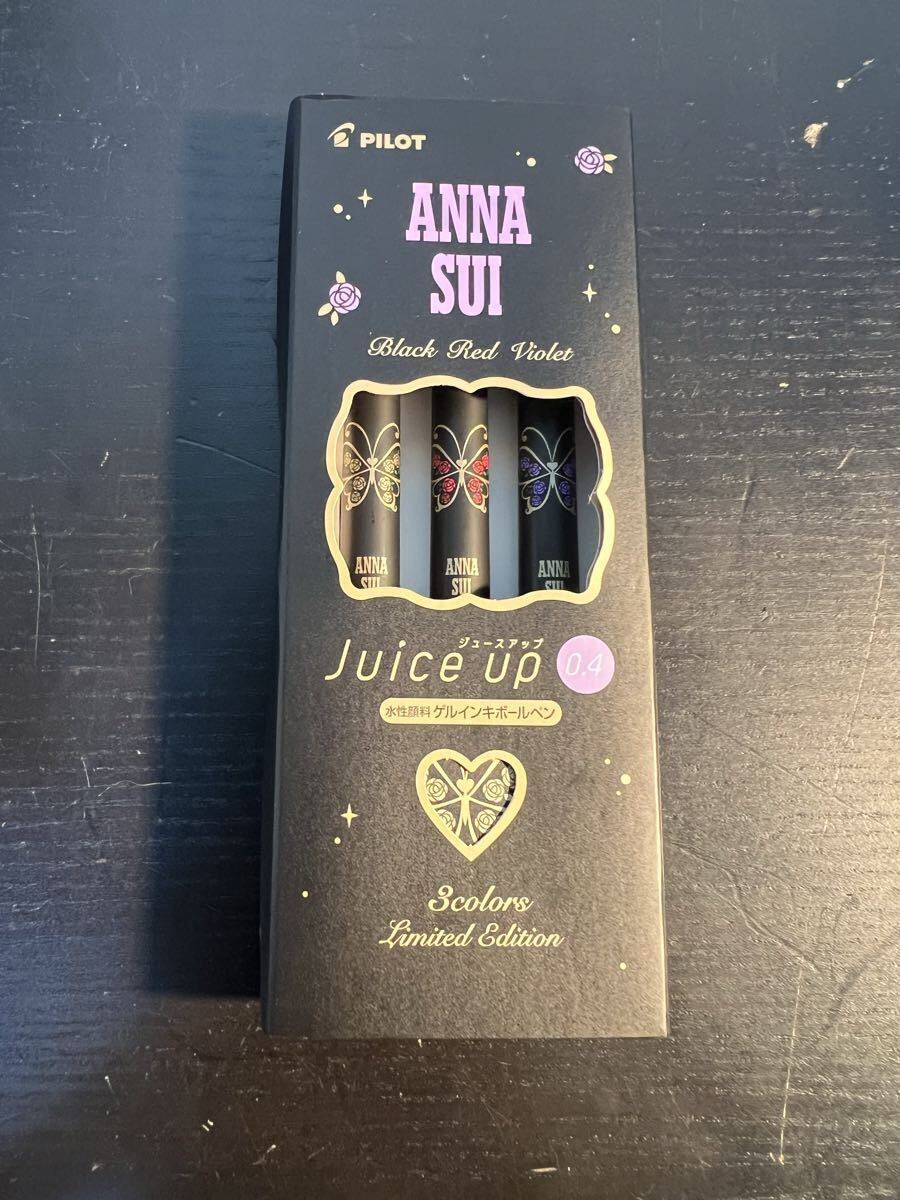 PILOT
ANNA
SUI
Black Red Violet
ANNA
SUI
ANNA
SUI
ANNA
SUI
ジュースアップ
Juice up 0.4
水性顔料 ゲルインキボールペン
3colors
Limited Edition